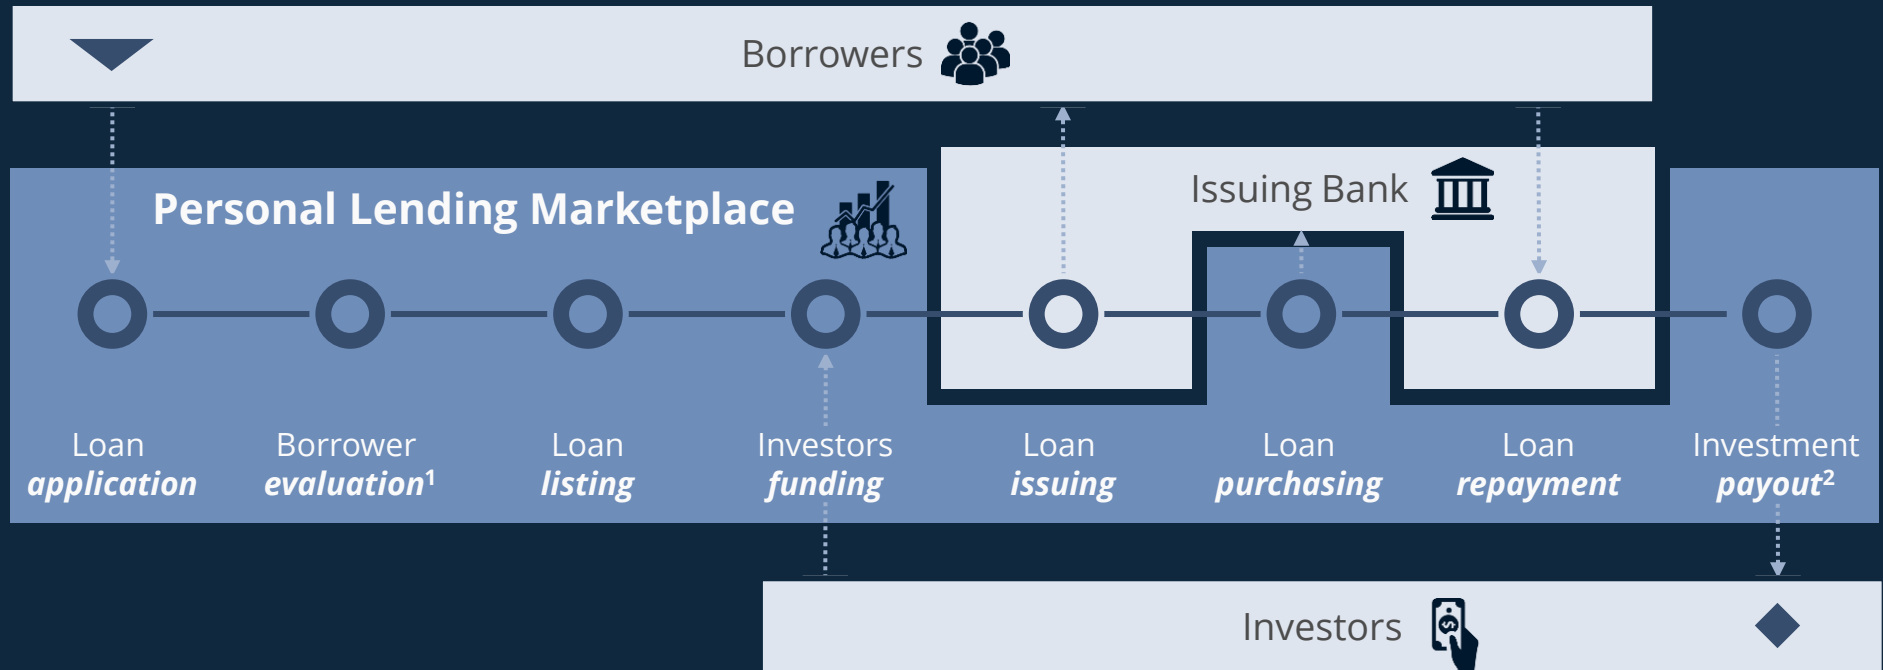 Borrowers
Personal Lending Marketplace
Issuing Bank
Loan
application
Borrower
evaluation¹
Loan
listing
Investors
funding
Loan
issuing
Loan
purchasing
Loan
repayment
Investment
payout²
Investors